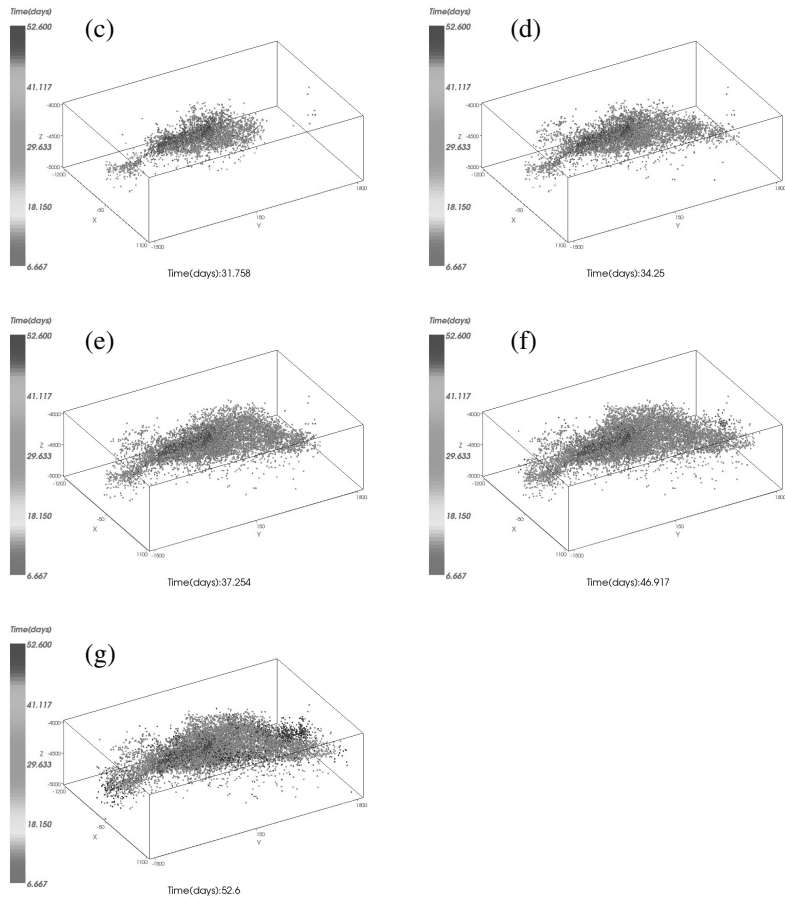 Time(days)
52.600
41.117
29.633
18.150
6.667
(c)
-4000
Z -4500
-5000
-1200
X
-50
1100
-1500
150
Y
1800
Time(days):31.758
Time(days)
52.600
41.117
29.633
18.150
6.667
(d)
-4000
Z -4500
-5000
-1200
X
-50
1100
-1500
150
Y
1800
Time(days):34.25
Time(days)
52.600
41.117
29.633
18.150
6.667
(e)
-4000
Z -4500
-5000
-1200
X
-50
1100
-1500
150
Y
1800
Time(days):37.254
Time(days)
52.600
41.117
29.633
18.150
6.667
(f)
-4000
Z -4500
-5000
-1200
X
-50
1100
-1500
150
Y
1800
Time(days):46.917
Time(days)
52.600
41.117
29.633
18.150
6.667
(g)
-4000
Z -4500
-5000
-1200
X
-50
1100
-1500
150
Y
1800
Time(days):52.6